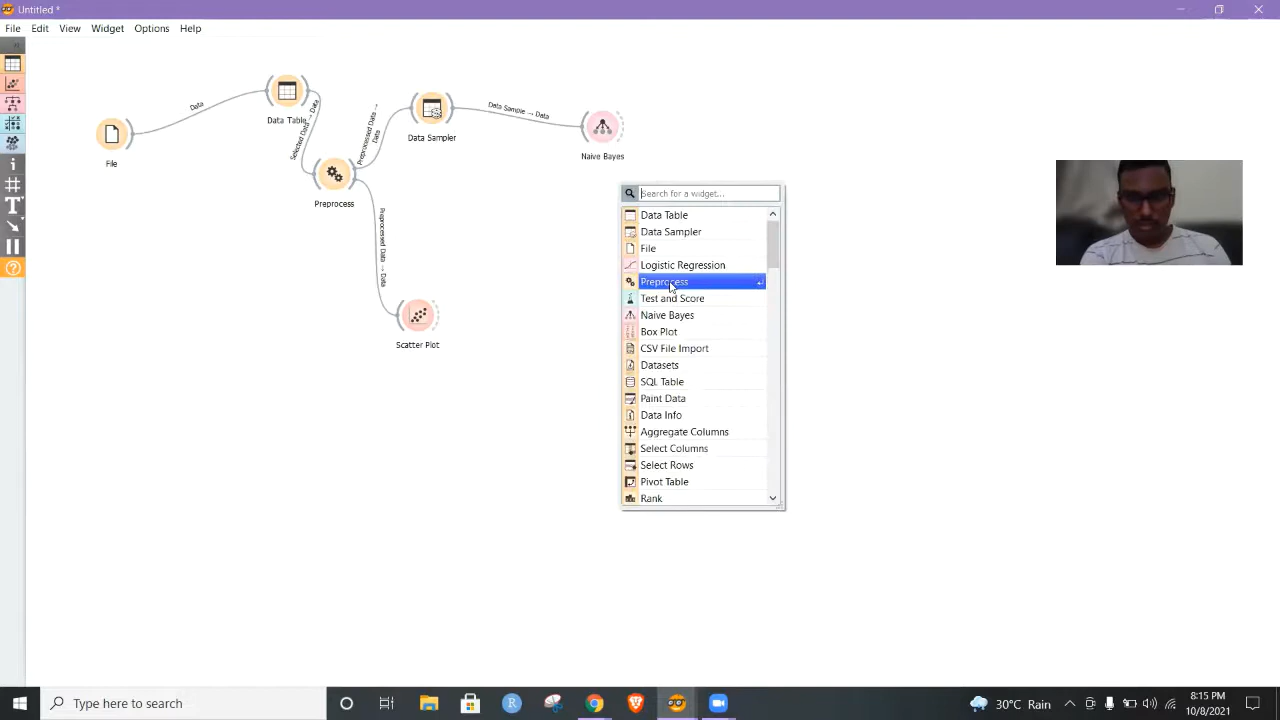 Untitled *
File Edit View Widget Options Help
Data
File
Data Table
Selected Data → Data
Preprocess
Preprocessed Data → Data
Data Sampler
Data Sample → Data
Naive Bayes
Preprocessed Data → Data
Scatter Plot
Search for a widget...
Data Table
Data Sampler
File
Logistic Regression
Preprocess
Test and Score
Naive Bayes
Box Plot
CSV File Import
Datasets
SQL Table
Paint Data
Data Info
Aggregate Columns
Select Columns
Select Rows
Pivot Table
Rank
Type here to search
30°C Rain
8:15 PM
10/8/2021